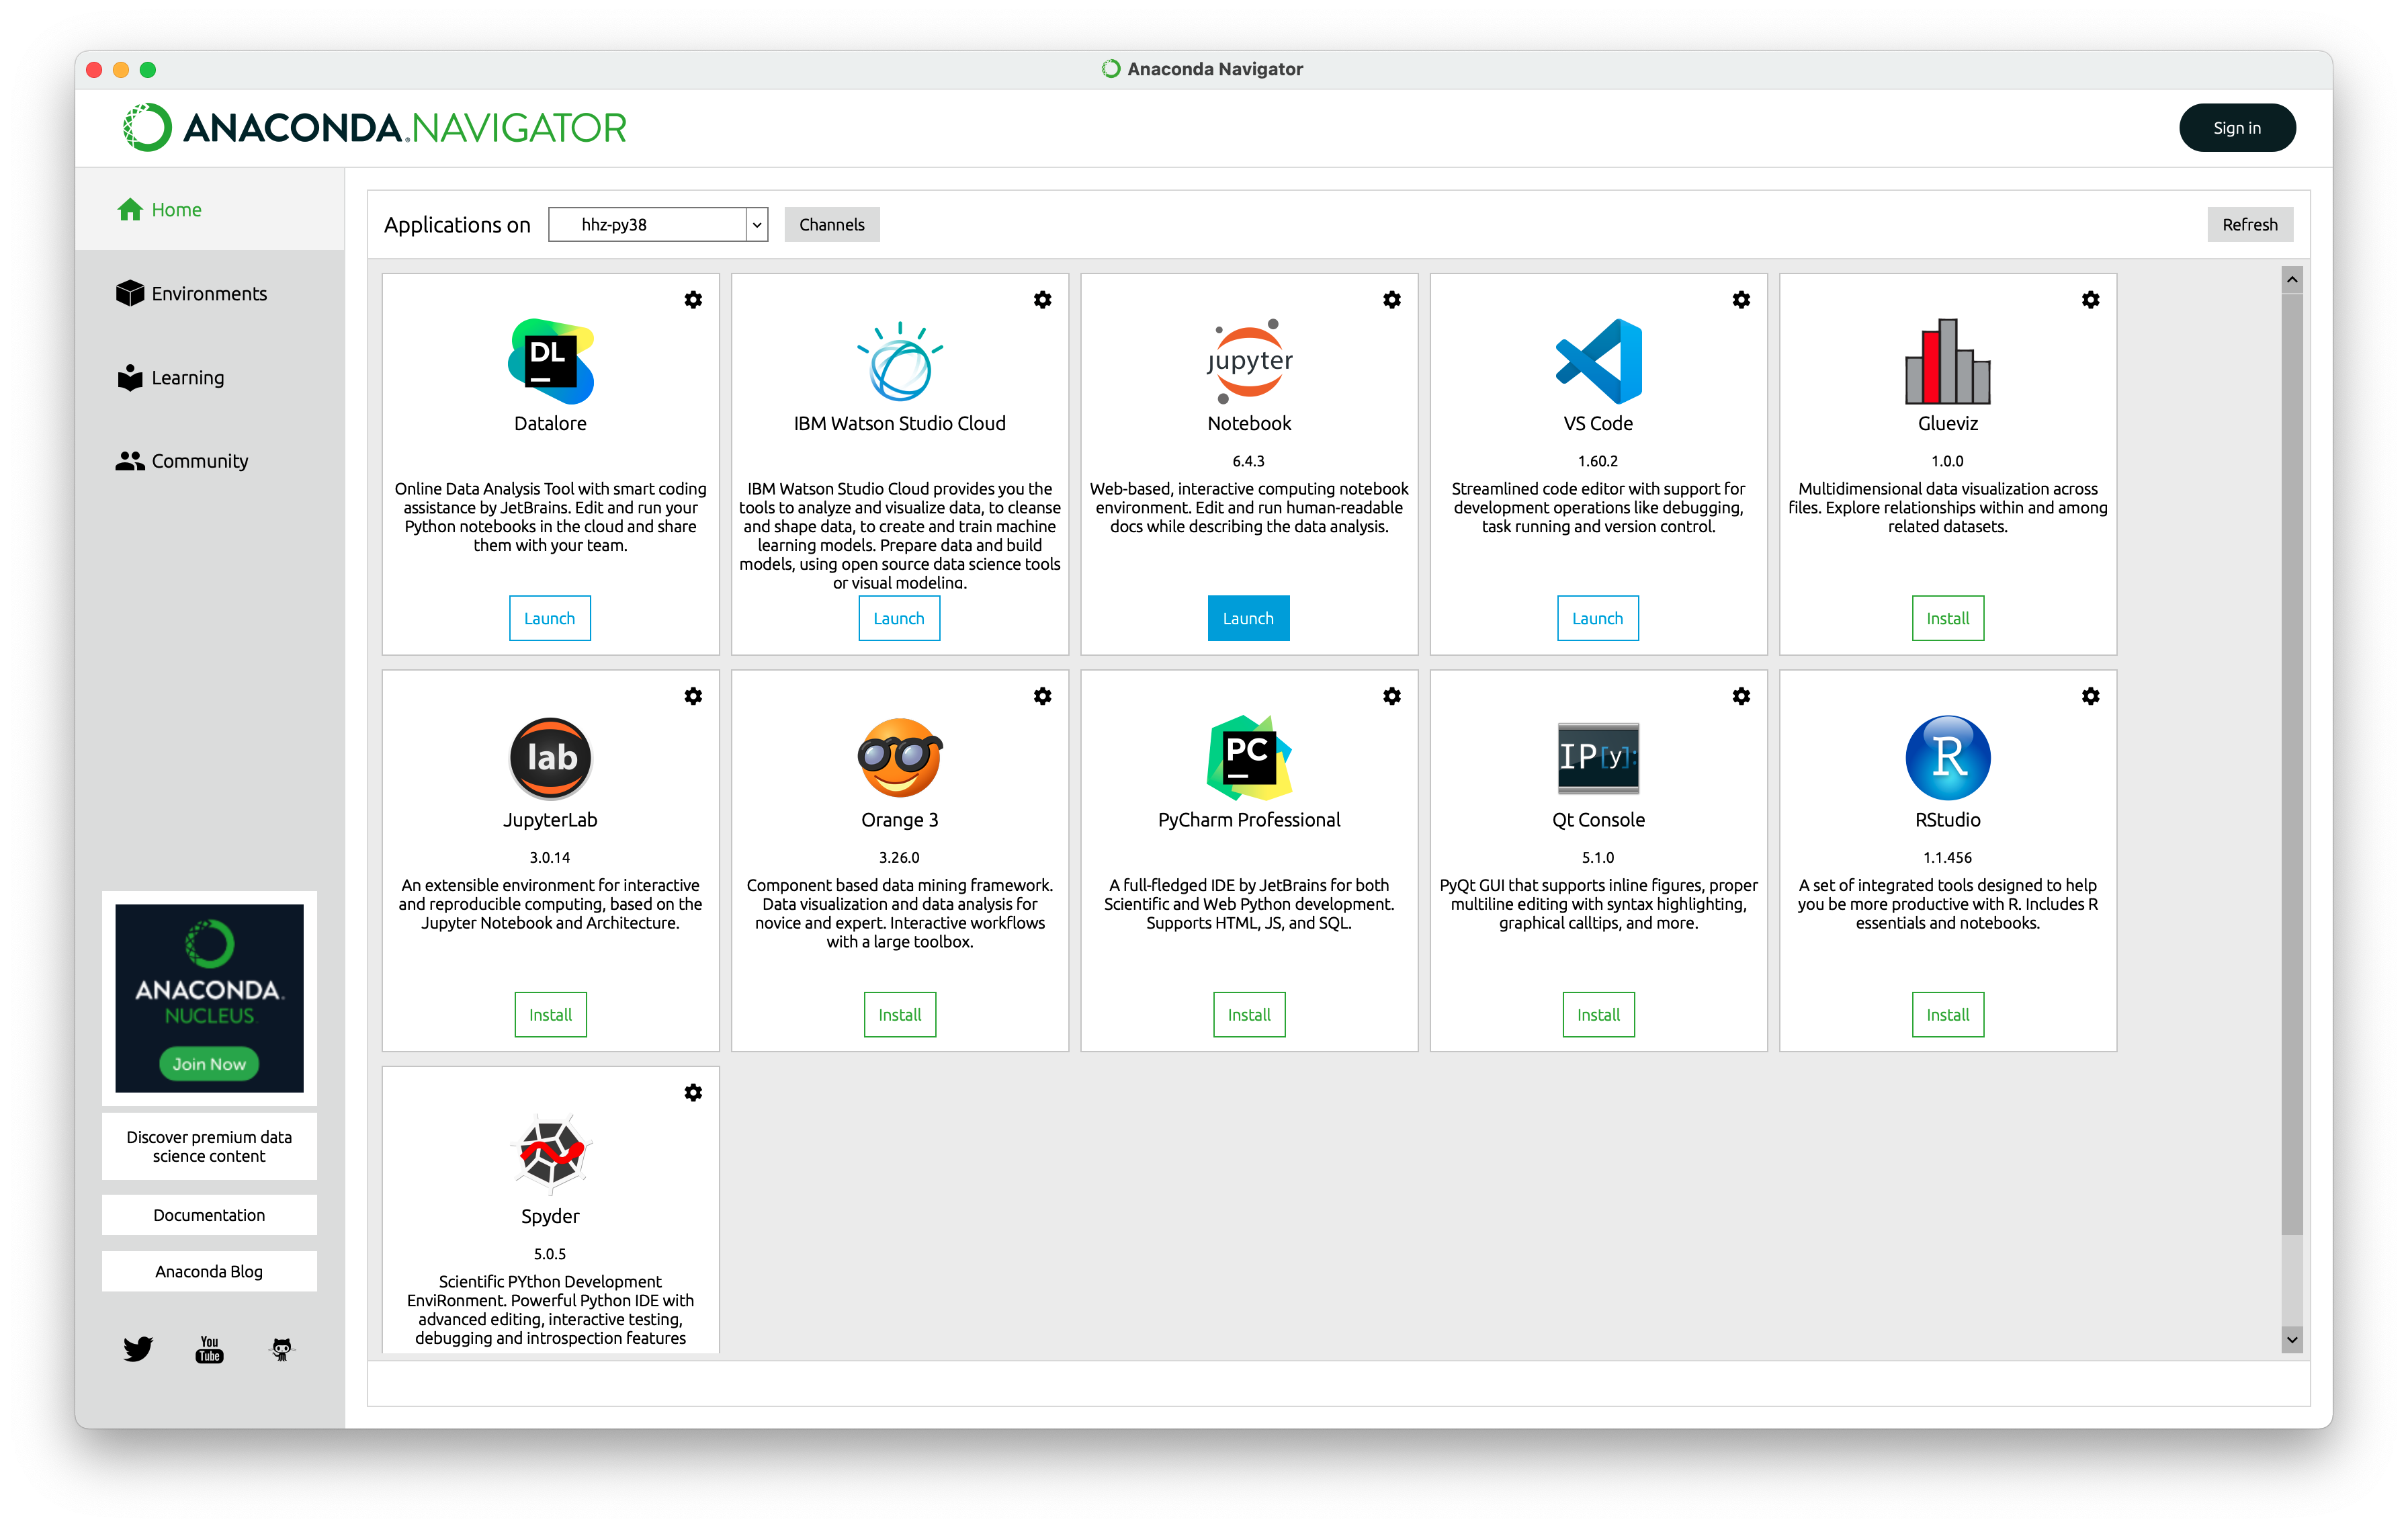 Anaconda Navigator
ANACONDA.NAVIGATOR
Sign in
Home
Environments
Learning
Community
ANACONDA.
NUCLEUS
Join Now
Discover premium data
science content
Documentation
Anaconda Blog
You
Tube
Applications on
hhz-py38
Channels
Refresh
DL
Datalore
Online Data Analysis Tool with smart coding
assistance by JetBrains. Edit and run your
Python notebooks in the cloud and share
them with your team.
Launch
IBM Watson Studio Cloud
IBM Watson Studio Cloud provides you the
tools to analyze and visualize data, to cleanse
and shape data, to create and train machine
learning models. Prepare data and build
models, using open source data science tools
or visual modeling.
Launch
jupyter
Notebook
6.4.3
Web-based, interactive computing notebook
environment. Edit and run human-readable
docs while describing the data analysis.
Launch
VS Code
1.60.2
Streamlined code editor with support for
development operations like debugging,
task running and version control.
Launch
Glueviz
1.0.0
Multidimensional data visualization across
files. Explore relationships within and among
related datasets.
Install
lab
JupyterLab
3.0.14
An extensible environment for interactive
and reproducible computing, based on the
Jupyter Notebook and Architecture.
Install
Orange 3
3.26.0
Component based data mining framework.
Data visualization and data analysis for
novice and expert. Interactive workflows
with a large toolbox.
Install
PC
PyCharm Professional
A full-fledged IDE by JetBrains for both
Scientific and Web Python development.
Supports HTML, JS, and SQL.
Install
IP[y]:
Qt Console
5.1.0
PyQt GUI that supports inline figures, proper
multiline editing with syntax highlighting,
graphical calltips, and more.
Install
R
RStudio
1.1.456
A set of integrated tools designed to help
you be more productive with R. Includes R
essentials and notebooks.
Install
Spyder
5.0.5
Scientific PYthon Development
EnviRonment. Powerful Python IDE with
advanced editing, interactive testing,
debugging and introspection features